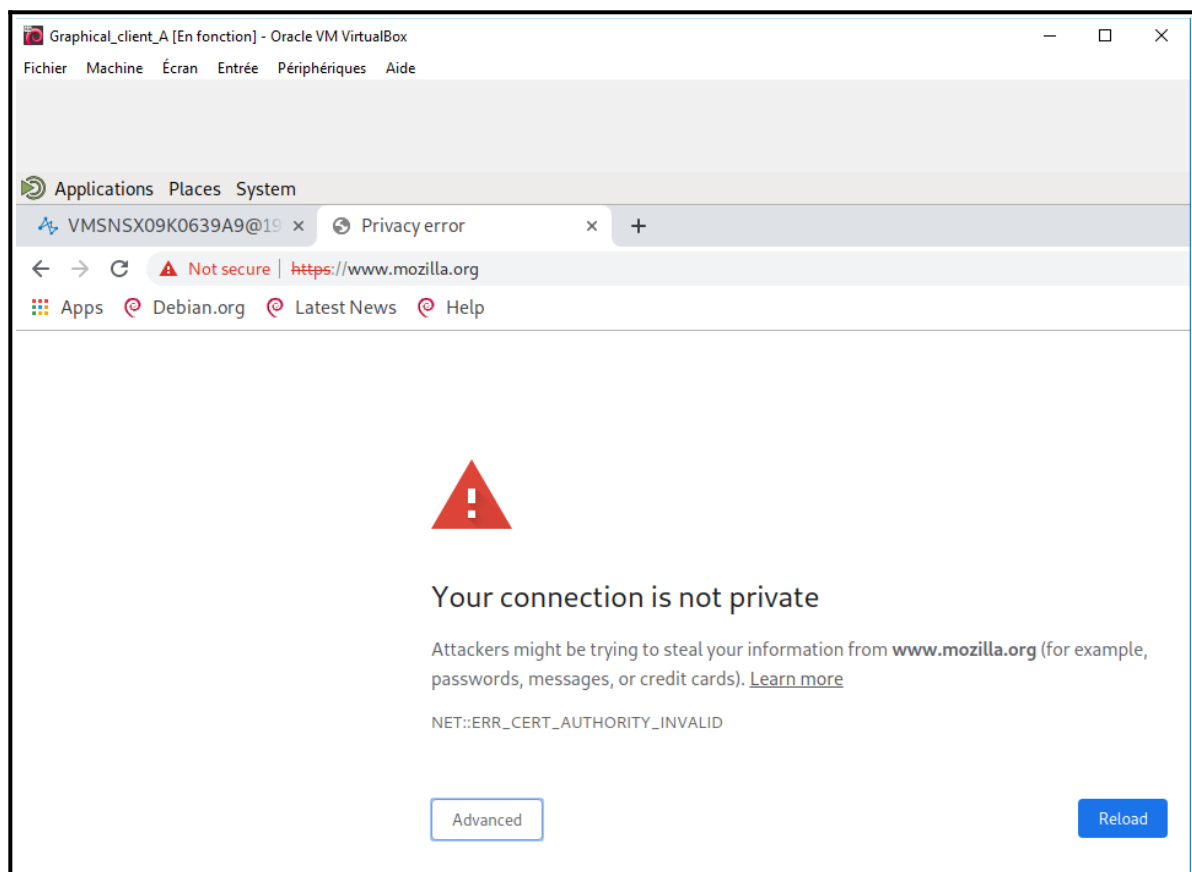 Graphical_client_A [En fonction] - Oracle VM VirtualBox
Fichier Machine Écran Entrée Périphériques Aide
Applications Places System
VMSNSX09K0639A9@19 Privacy error
Not secure | https://www.mozilla.org
Apps Debian.org Latest News Help
Your connection is not private
Attackers might be trying to steal your information from www.mozilla.org (for example,
passwords, messages, or credit cards). Learn more
NET::ERR_CERT_AUTHORITY_INVALID
Advanced Reload